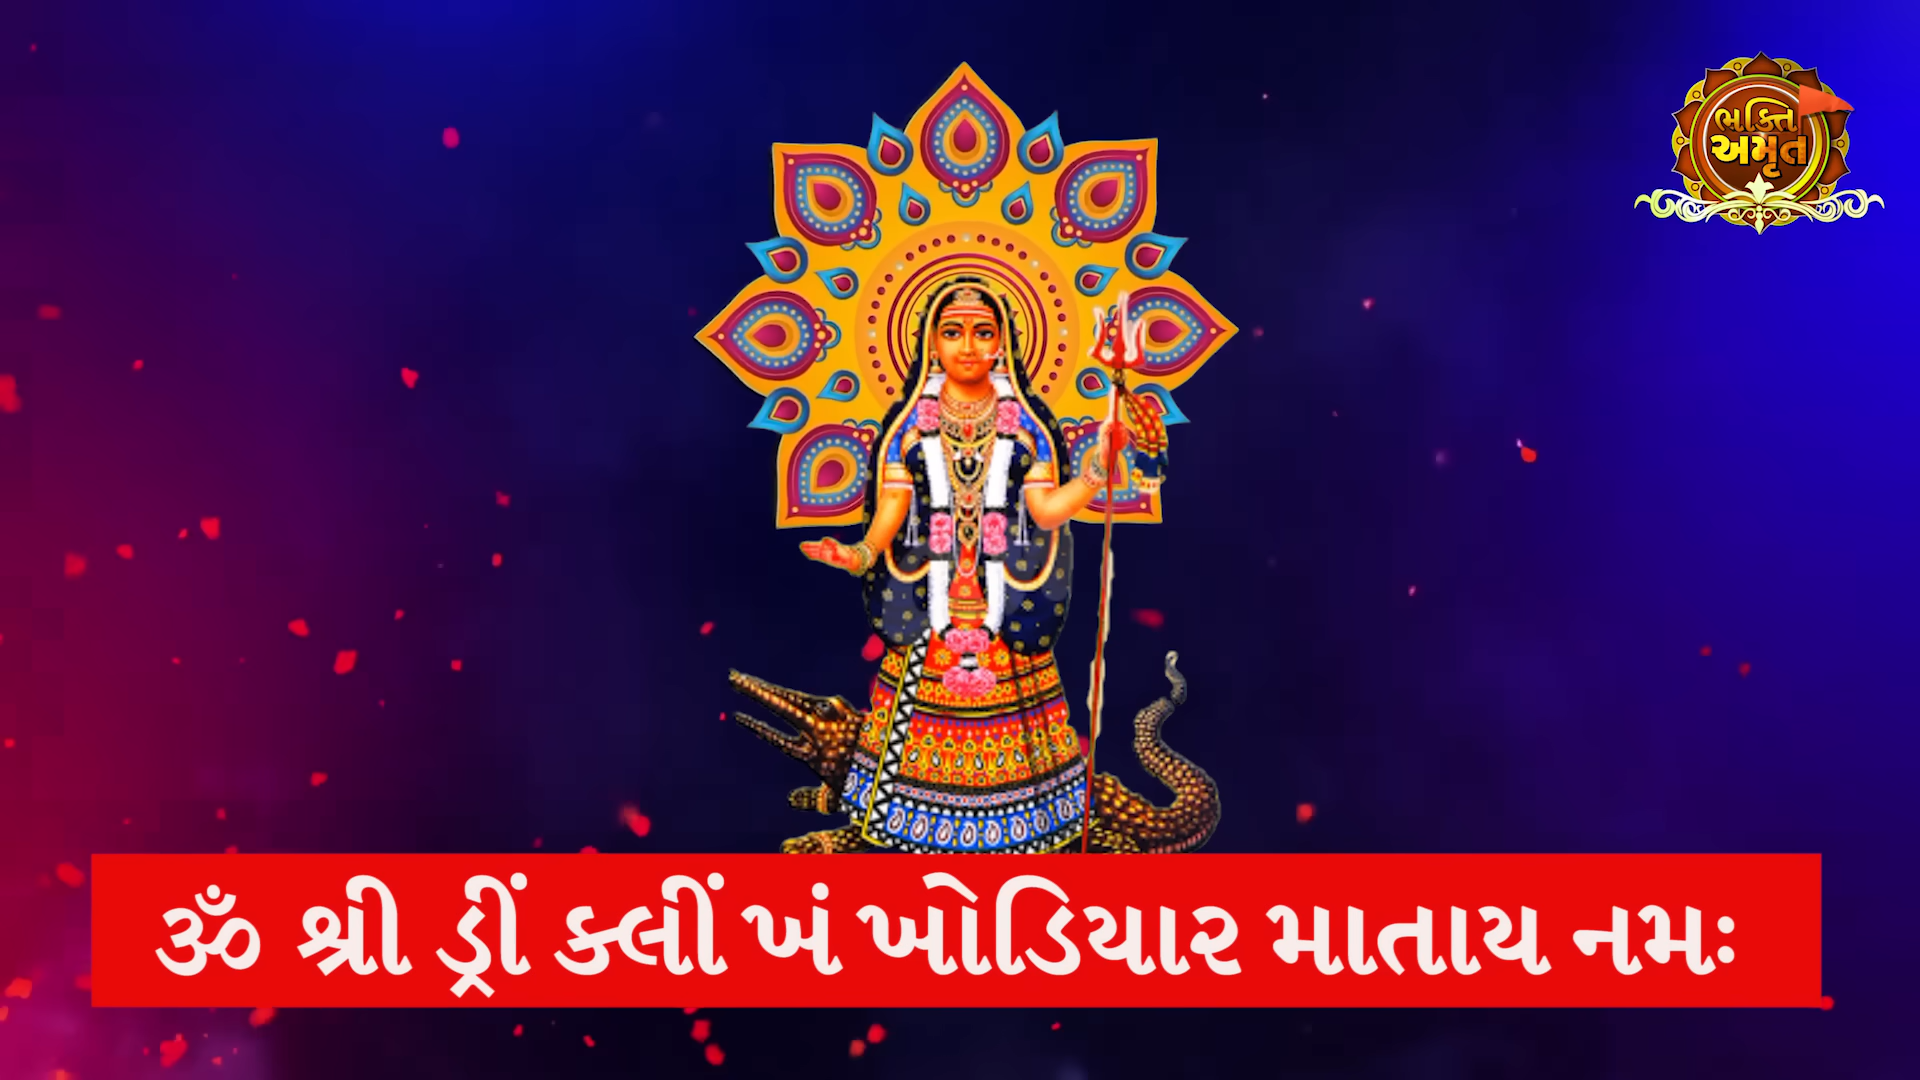 ભક્તિ
અમૃત
ૐ શ્રી ડ્રીં ક્લીં ખં ખોડિયાર માતાય નમઃ